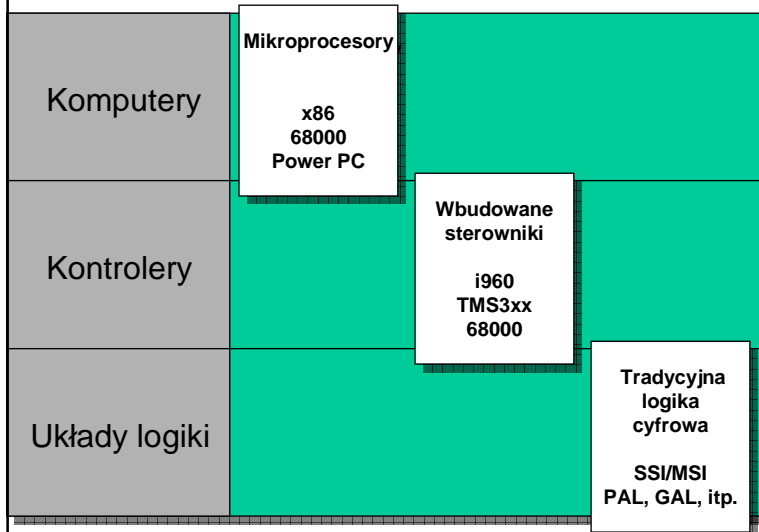 Komputery
Mikroprocesory
x86
68000
Power PC
Kontrolery
Wbudowane
sterowniki
i960
TMS3xx
68000
Układy logiki
Tradycyjna
logika
cyfrowa
SSI/MSI
PAL, GAL, itp.